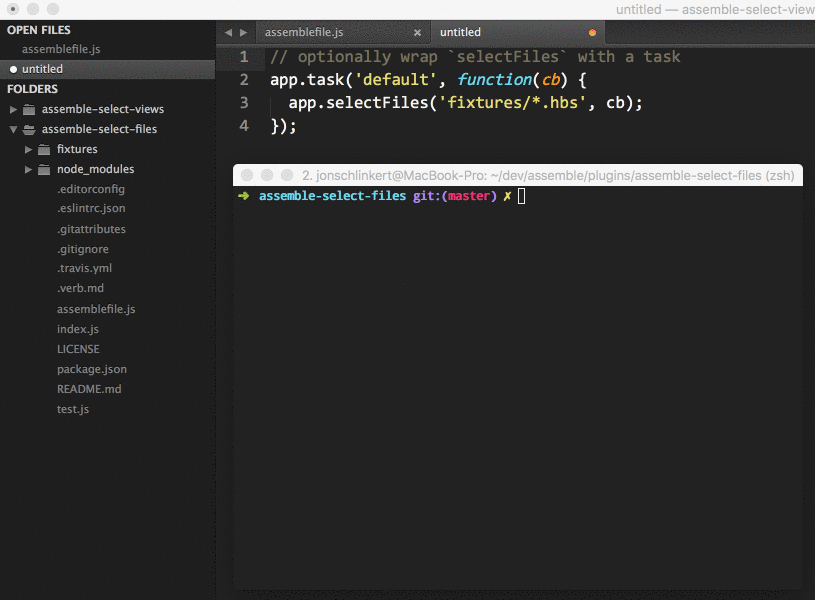 untitled — assemble-select-view
OPEN FILES
assemblefile.js
untitled
FOLDERS
assemble-select-views
assemble-select-files
fixtures
node_modules
.editorconfig
.eslintrc.json
.gitattributes
.gitignore
.travis.yml
.verb.md
assemblefile.js
index.js
LICENSE
package.json
README.md
test.js
assemblefile.js × untitled
1 // optionally wrap `selectFiles` with a task
2 app.task('default', function(cb) {
3 app.selectFiles('fixtures/*.hbs', cb);
4 });
2. jonschlinkert@MacBook-Pro: ~/dev/assemble/plugins/assemble-select-files (zsh)
➜ assemble-select-files git:(master) ✗